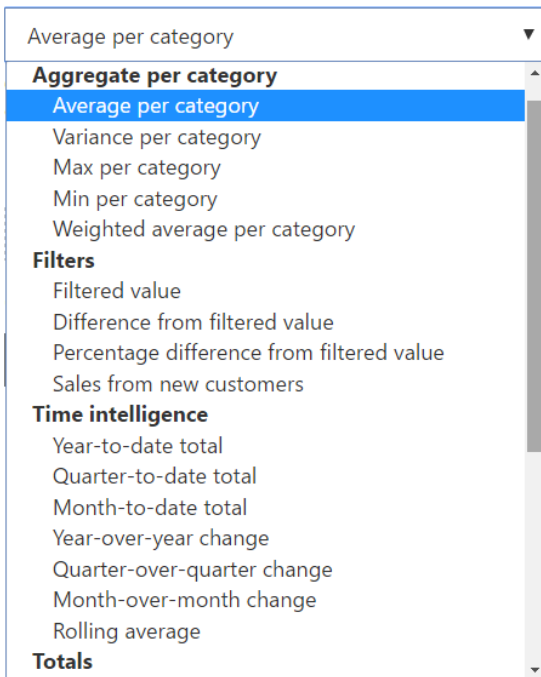 Average per category
Aggregate per category
Average per category
Variance per category
Max per category
Min per category
Weighted average per category
Filters
Filtered value
Difference from filtered value
Percentage difference from filtered value
Sales from new customers
Time intelligence
Year-to-date total
Quarter-to-date total
Month-to-date total
Year-over-year change
Quarter-over-quarter change
Month-over-month change
Rolling average
Totals